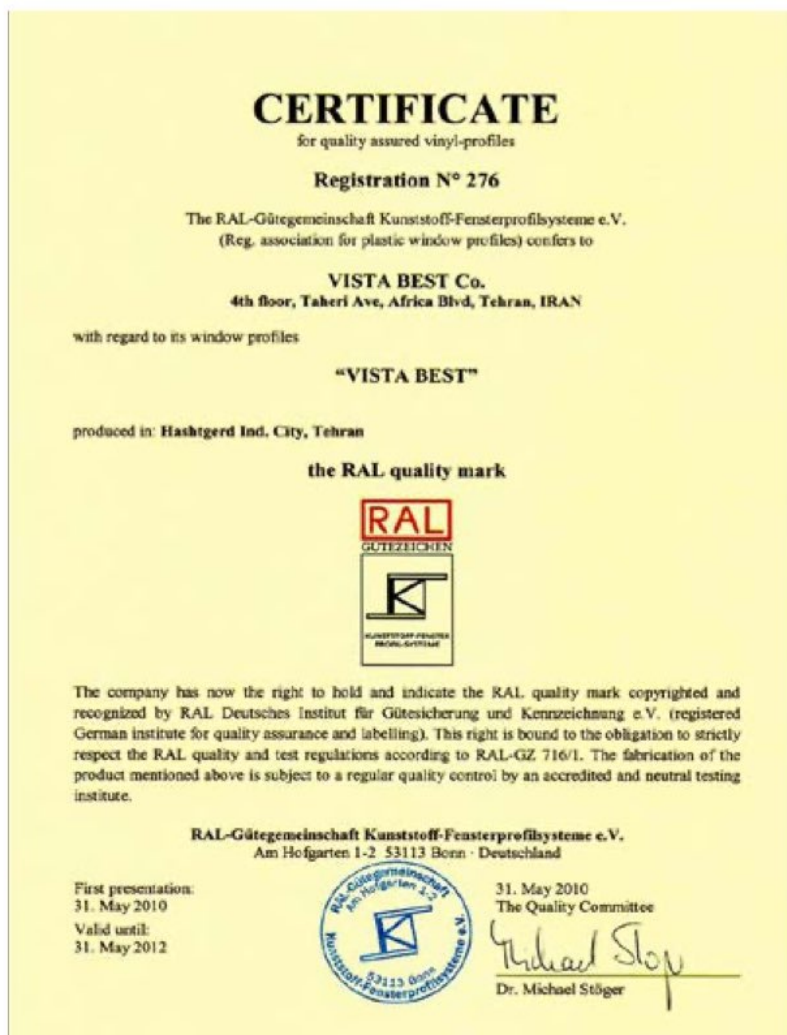 CERTIFICATE
for quality assured vinyl-profiles
Registration N° 276
The RAL-Gütegemeinschaft Kunststoff-Fensterprofilsysteme e.V.
(Reg. association for plastic window profiles) confers to
VISTA BEST Co.
4th floor, Taheri Ave, Africa Blvd, Tehran, IRAN
with regard to its window profiles
“VISTA BEST”
produced in: Hashtgerd Ind. City, Tehran
the RAL quality mark
RAL
GÜTEZEICHEN
KUNSTSTOFF-FENSTER
PROFIL-SYSTEME
The company has now the right to hold and indicate the RAL quality mark copyrighted and
recognized by RAL Deutsches Institut für Gütesicherung und Kennzeichnung e.V. (registered
German institute for quality assurance and labelling). This right is bound to the obligation to strictly
respect the RAL quality and test regulations according to RAL-GZ 716/1. The fabrication of the
product mentioned above is subject to a regular quality control by an accredited and neutral testing
institute.
RAL-Gütegemeinschaft Kunststoff-Fensterprofilsysteme e.V.
Am Hofgarten 1-2 53113 Bonn · Deutschland
First presentation:
31. May 2010
Valid until:
31. May 2012
RAL-Gütegemeinschaft
Am Hofgarten 1-2
53113 Bonn
Kunststoff-Fensterprofilsysteme e.V.
31. May 2010
The Quality Committee
Michael Stöger
Dr. Michael Stöger